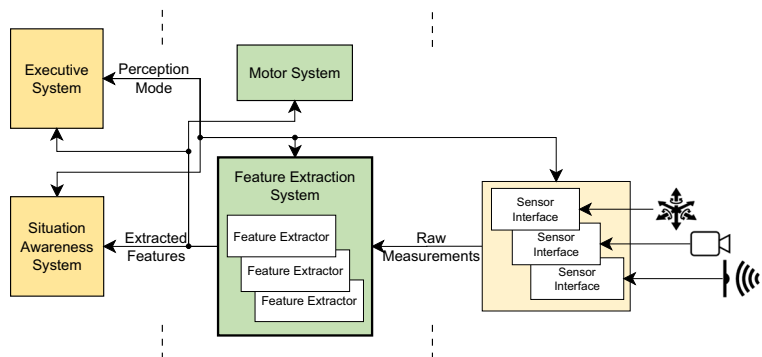 Executive
System
Perception
Mode
Motor System
Feature Extraction
System
Sensor
Interface
Situation
Awareness
System
Extracted
Features
Feature Extractor
Raw
Measurements
Sensor
Interface
Feature Extractor
Sensor
Interface
Feature Extractor